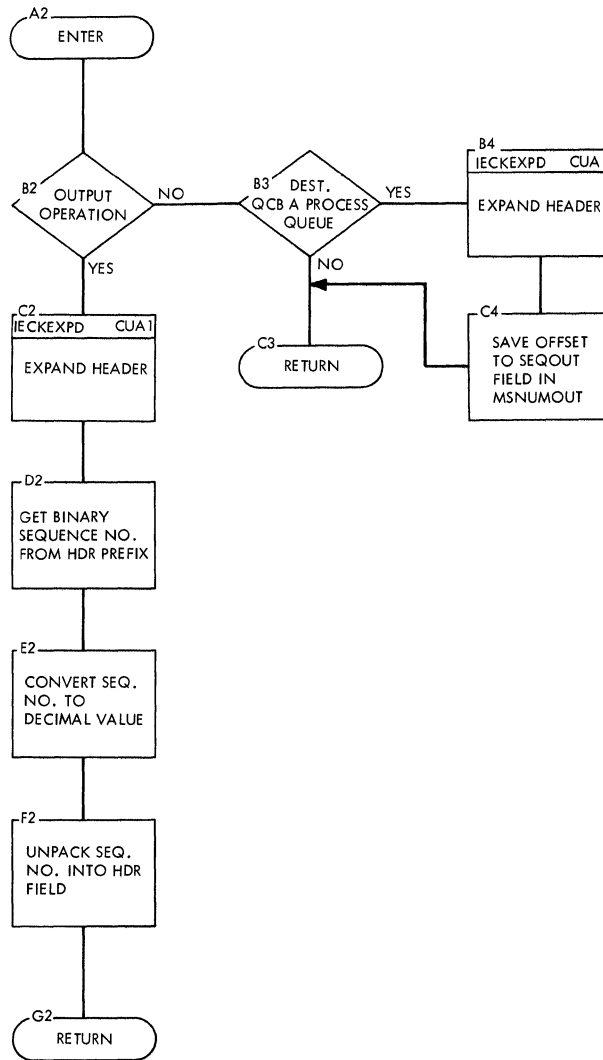 A2
ENTER
B2
OUTPUT
OPERATION
NO
YES
B3
DEST.
QCB A PROCESS
QUEUE
YES
NO
B4
IECKEXPD CUA
EXPAND HEADER
C2
IECKEXPD CUA1
EXPAND HEADER
C3
RETURN
C4
SAVE OFFSET
TO SEQOUT
FIELD IN
MSNUMOUT
D2
GET BINARY
SEQUENCE NO.
FROM HDR PREFIX
E2
CONVERT SEQ.
NO. TO
DECIMAL VALUE
F2
UNPACK SEQ.
NO. INTO HDR
FIELD
G2
RETURN